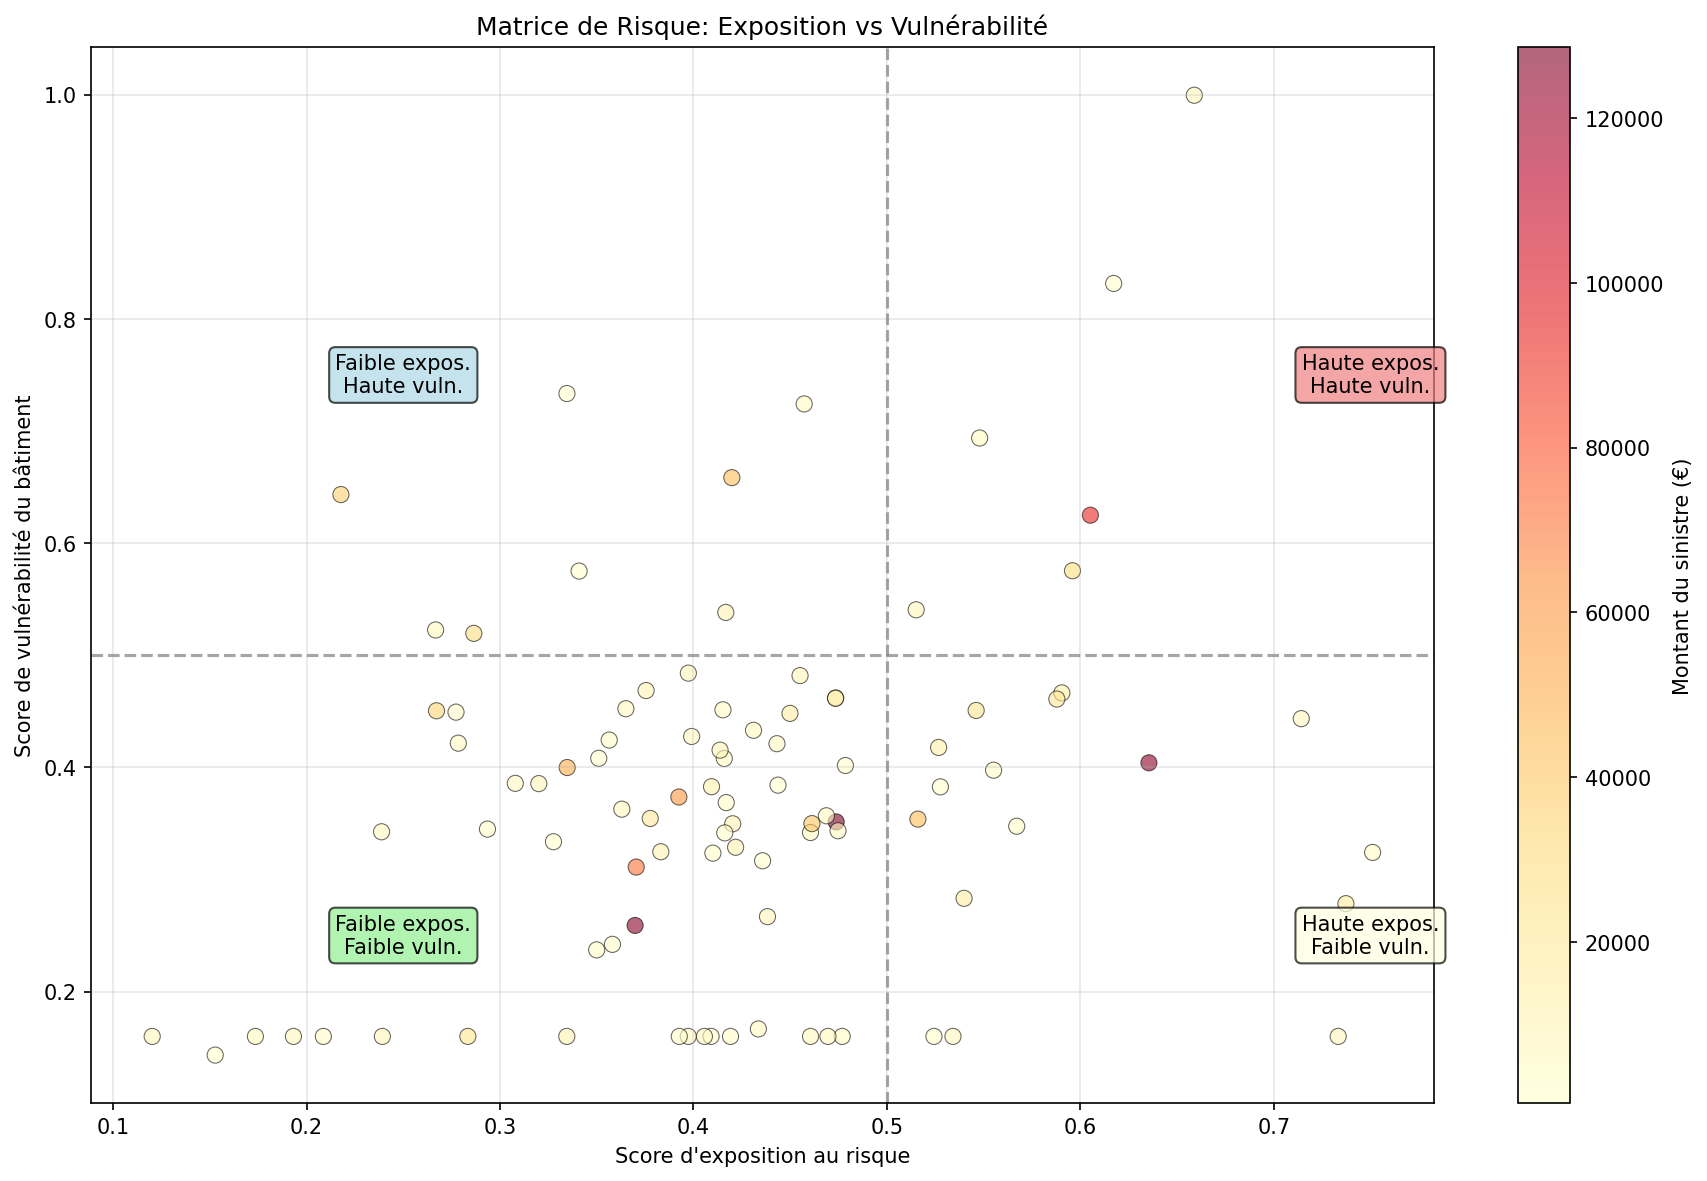 Matrice de Risque: Exposition vs Vulnérabilité
Score de vulnérabilité du bâtiment
1.0
0.8
0.6
0.4
0.2
Faible expos.
Haute vuln.
Haute expos.
Haute vuln.
Faible expos.
Faible vuln.
Haute expos.
Faible vuln.
0.1
0.2
0.3
0.4
0.5
0.6
0.7
Score d'exposition au risque
120000
100000
80000
60000
40000
20000
Montant du sinistre (€)